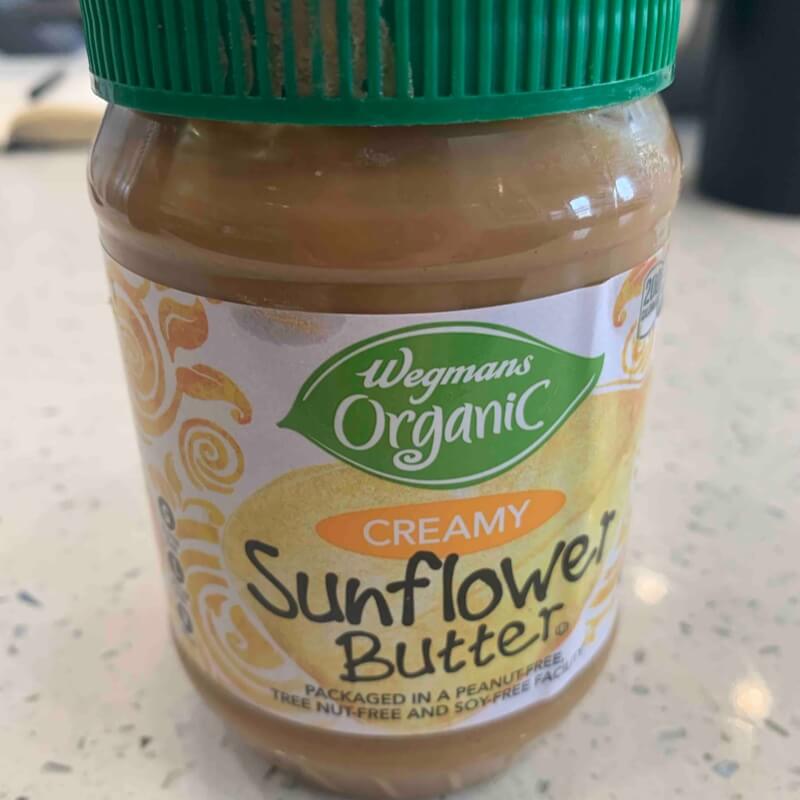 Wegmans
Organic
CREAMY
Sunflower
Butter
PACKAGED IN A PEANUT-FREE,
TREE NUT-FREE AND SOY-FREE FACILITY